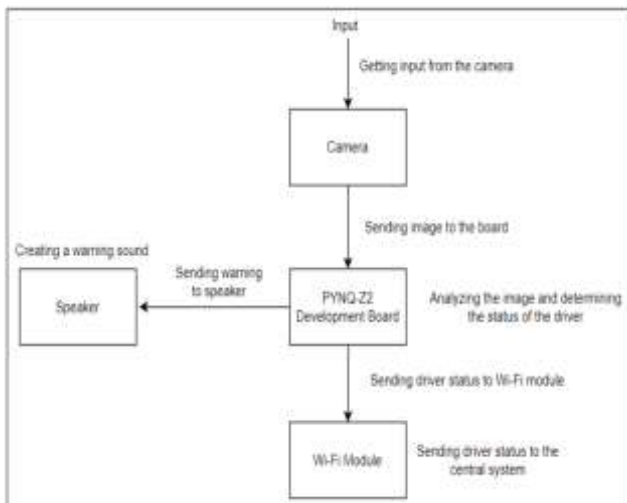 Input
Getting input from the camera
Camera
Sending image to the board
Creating a warning sound
Sending warning
to speaker
Speaker
PYNQ-Z2
Development Board
Analyzing the image and determining
the status of the driver
Sending driver status to Wi-Fi module
Wi-Fi Module
Sending driver status to the
central system